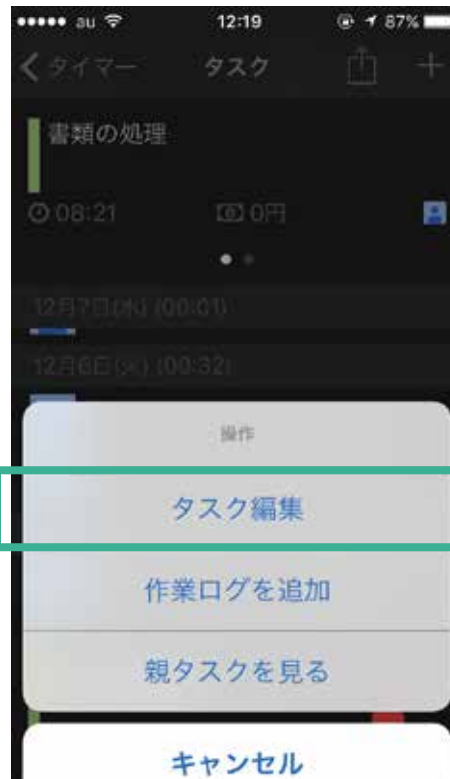 au 12:19 87%
タイマー タスク
書類の処理
08:21 0円
12月7日(水) (00:01)
12月6日(火) (00:32)
操作
タスク編集
作業ログを追加
親タスクを見る
キャンセル